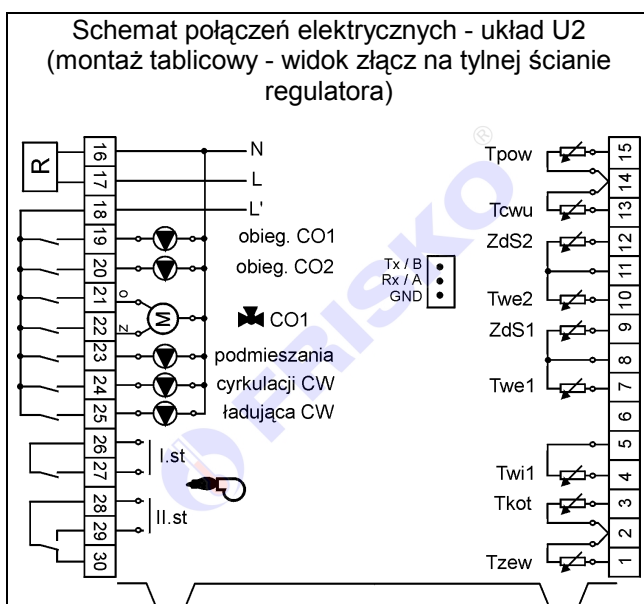 Schemat połączeń elektrycznych - układ U2
(montaż tablicowy - widok złącz na tylnej ścianie
regulatora)
FRISKO ®
R
16 N
17 L
18 L'
19 obieg. CO1
20 obieg. CO2
21 o
M CO1
22 z
23 podmieszania
24 cyrkulacji CW
25 ładująca CW
26
I.st
27
28
II.st
29
30
Tx / B
Rx / A
GND
Tpow 15
14
Tcwu 13
ZdS2 12
11
Twe2 10
ZdS1 9
8
Twe1 7
6
5
Twi1 4
Tkot 3
2
Tzew 1